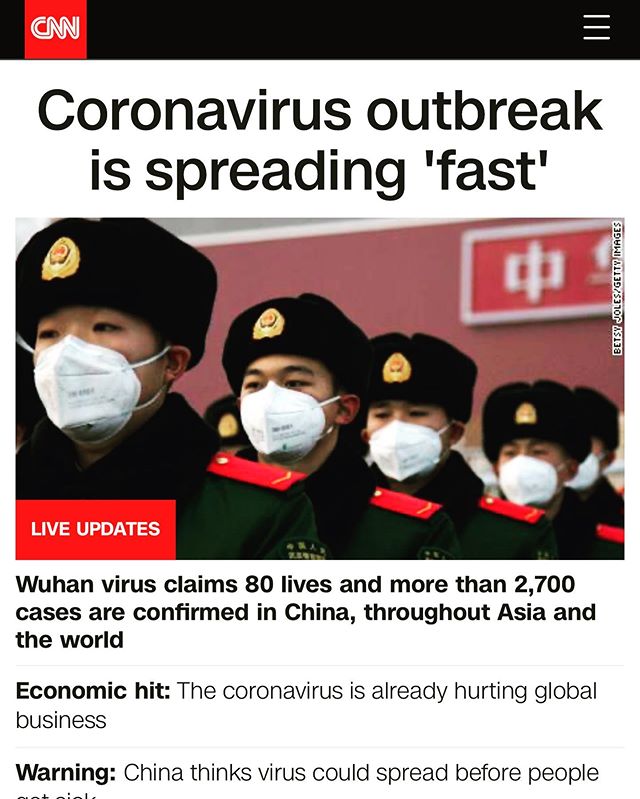 CNN
Coronavirus outbreak
is spreading 'fast'
中
BETSY JOLES/GETTY IMAGES
LIVE UPDATES
Wuhan virus claims 80 lives and more than 2,700
cases are confirmed in China, throughout Asia and
the world
Economic hit: The coronavirus is already hurting global
business
Warning: China thinks virus could spread before people
get sick